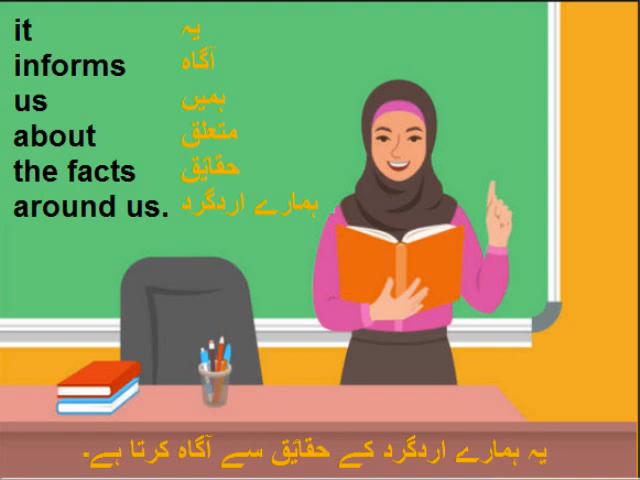 it یہ
informs آگاہ
us ہمیں
about متعلق
the facts حقائق
around us. ہمارے اردگرد
یہ ہمارے اردگرد کے حقائق سے آگاہ کرتا ہے۔